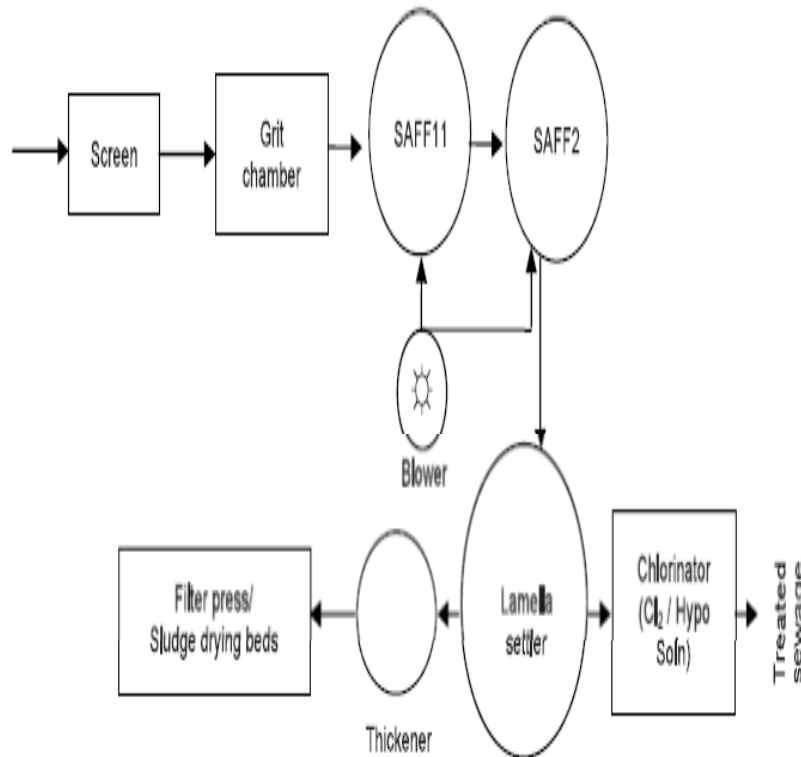 Screen
Grit
chamber
SAFF11
SAFF2
Blower
Filter press/
Sludge drying beds
Thickener
Lamella
settler
Chlorinator
(Cl₂ / Hypo
Soln)
Treated
sewage